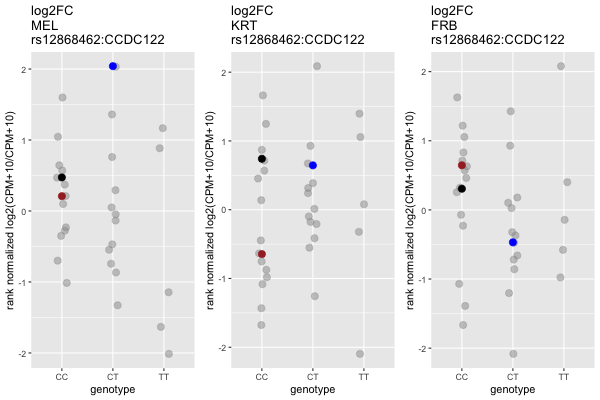 log2FC
MEL
rs12868462:CCDC122
rank normalized log2(CPM+10/CPM+10)
2
1
0
-1
-2
CC
CT
TT
genotype
log2FC
KRT
rs12868462:CCDC122
rank normalized log2(CPM+10/CPM+10)
2
1
0
-1
-2
CC
CT
TT
genotype
log2FC
FRB
rs12868462:CCDC122
rank normalized log2(CPM+10/CPM+10)
2
1
0
-1
-2
CC
CT
TT
genotype